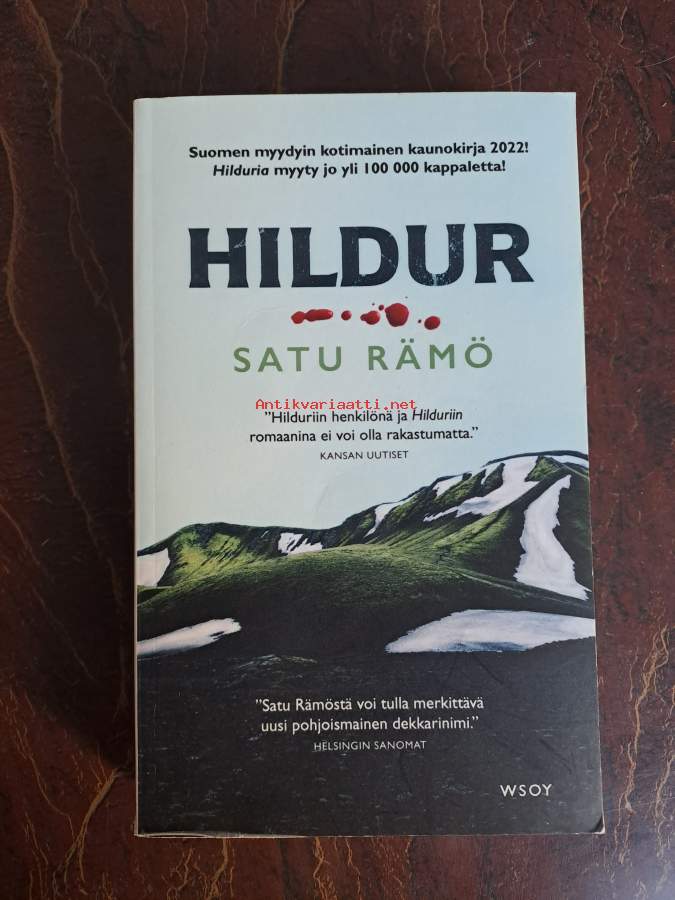 Suomen myydyin kotimainen kaunokirja 2022!
Hilduria myyty jo yli 100 000 kappaletta!
HILDUR
SATU RÄMÖ
Antikvariaatti.net
”Hilduriin henkilönä ja Hilduriin
romaanina ei voi olla rakastumatta.”
KANSAN UUTISET
”Satu Rämöstä voi tulla merkittävä
uusi pohjoismainen dekkarinimi.”
HELSINGIN SANOMAT
WSOY